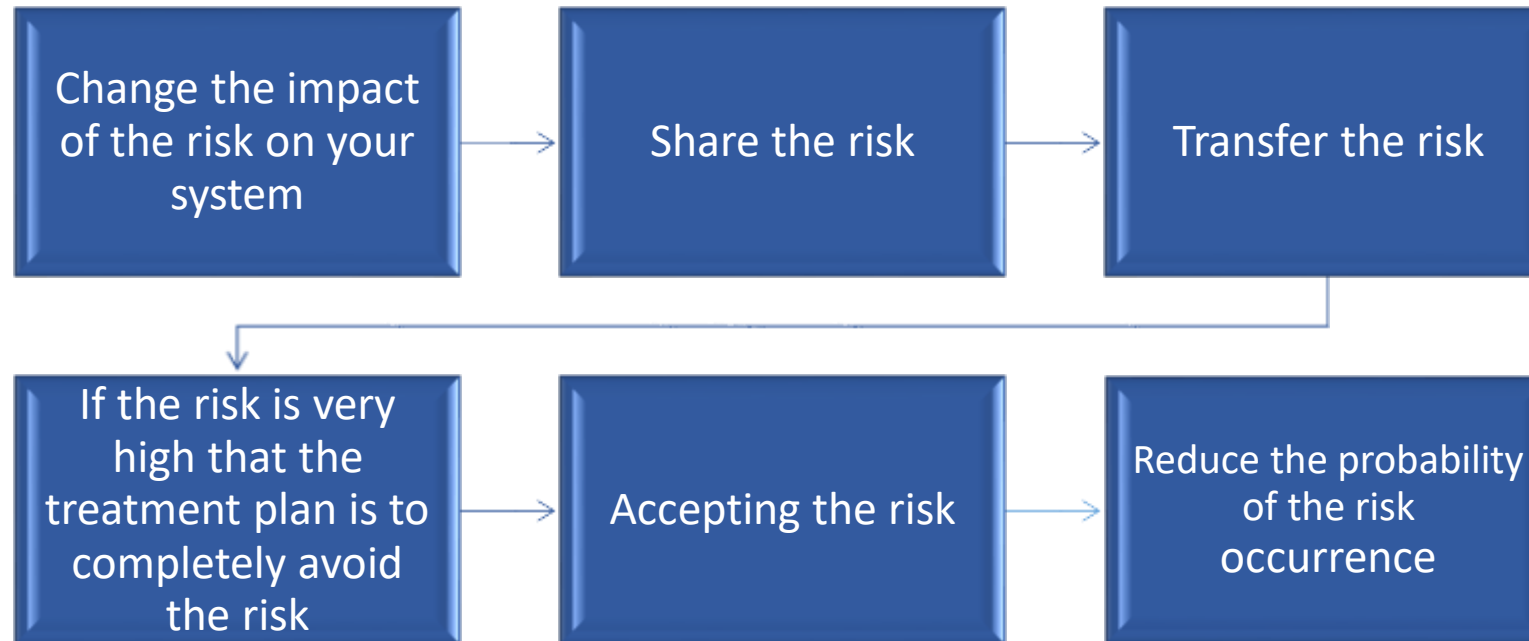 Change the impact
of the risk on your
system
Share the risk
Transfer the risk
If the risk is very
high that the
treatment plan is to
completely avoid
the risk
Accepting the risk
Reduce the probability
of the risk
occurrence